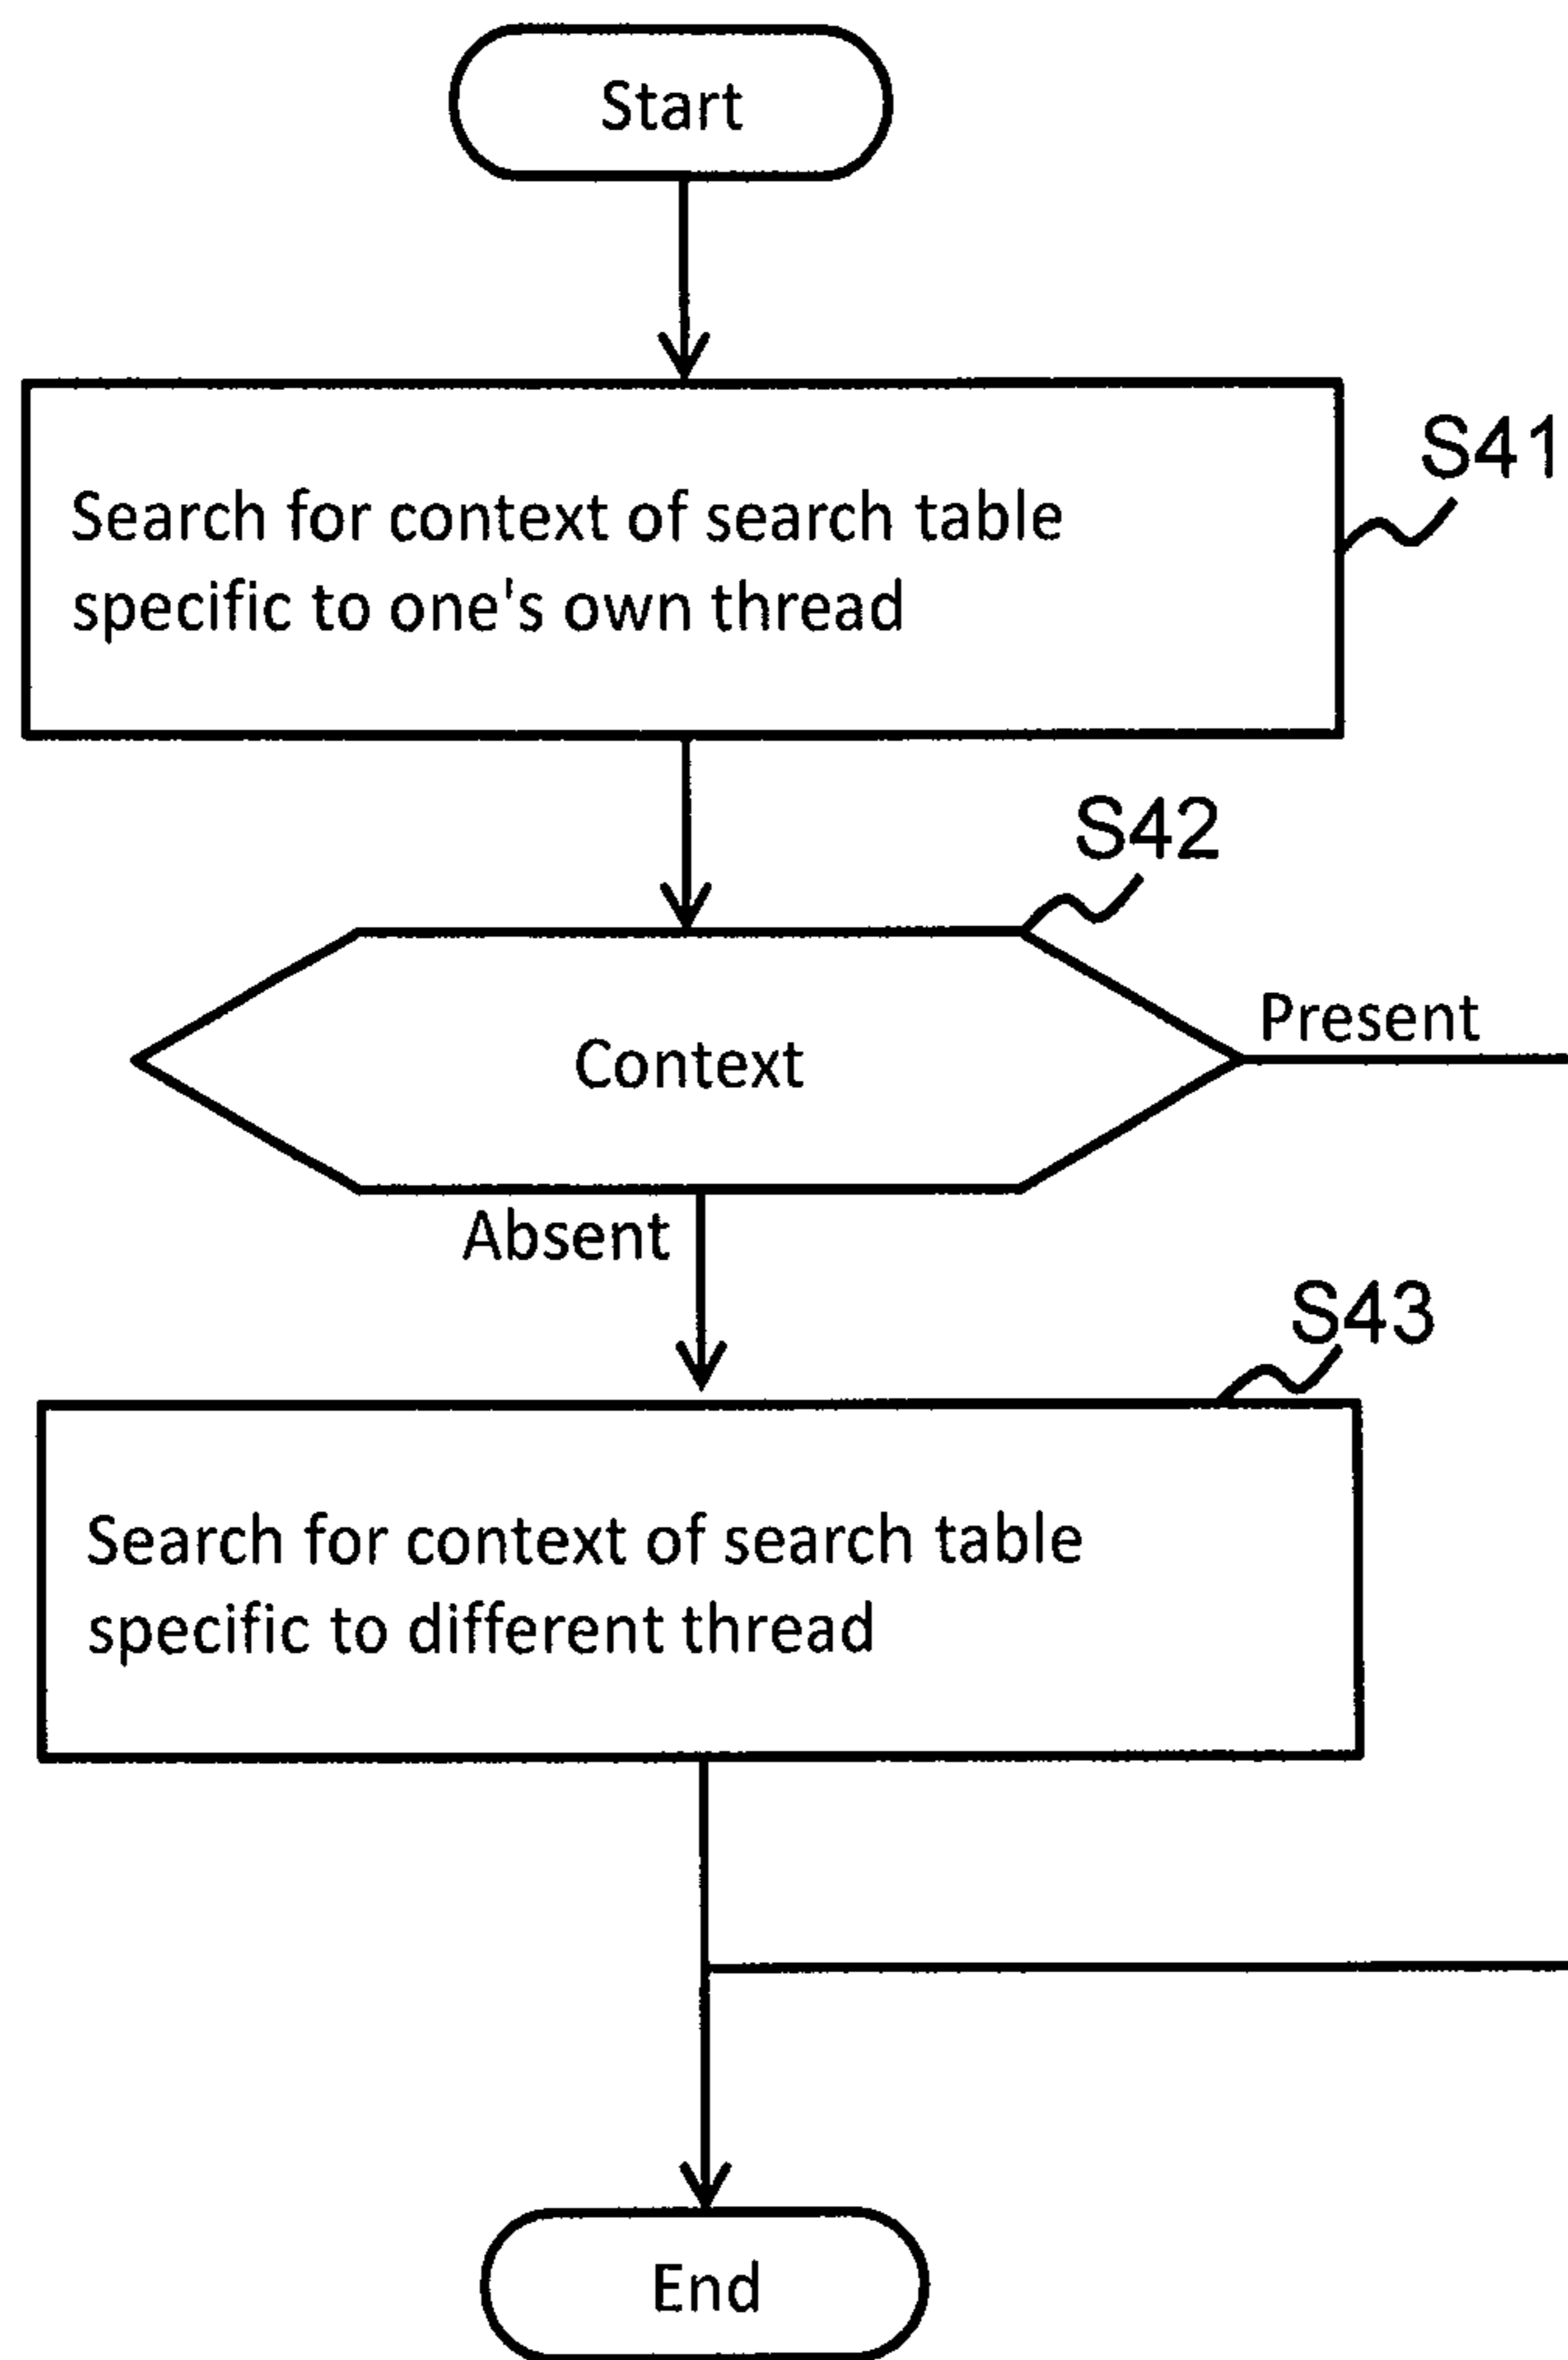 Start
S41
Search for context of search table
specific to one's own thread
S42
Present
Context
Absent
S43
Search for context of search table
specific to different thread
End